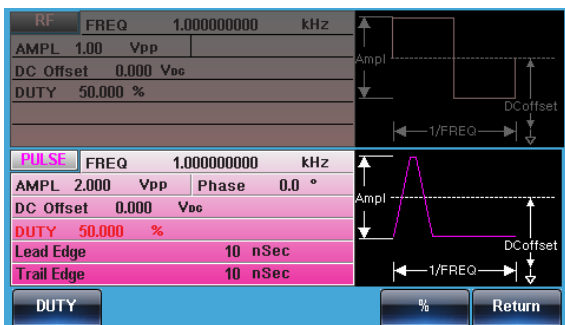 RF FREQ 1.000000000 kHz
AMPL 1.00 Vpp
DC Offset 0.000 VDC
DUTY 50.000 %
Ampl
DCoffset
1/FREQ
PULSE FREQ 1.000000000 kHz
AMPL 2.000 Vpp Phase 0.0 °
DC Offset 0.000 VDC
DUTY 50.000 %
Lead Edge 10 nSec
Trail Edge 10 nSec
Ampl
DCoffset
1/FREQ
DUTY % Return